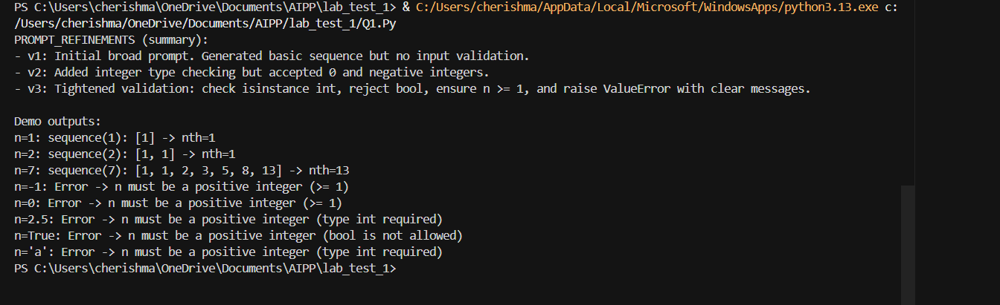 PS C:\Users\cherishma\OneDrive\Documents\AIPP\lab_test_1> & C:/Users/cherishma/AppData/Local/Microsoft/WindowsApps/python3.13.exe c:
/Users/cherishma/OneDrive/Documents/AIPP/lab_test_1/Q1.Py
PROMPT_REFINEMENTS (summary):
- v1: Initial broad prompt. Generated basic sequence but no input validation.
- v2: Added integer type checking but accepted 0 and negative integers.
- v3: Tightened validation: check isinstance int, reject bool, ensure n >= 1, and raise ValueError with clear messages.

Demo outputs:
n=1: sequence(1): [1] -> nth=1
n=2: sequence(2): [1, 1] -> nth=1
n=7: sequence(7): [1, 1, 2, 3, 5, 8, 13] -> nth=13
n=-1: Error -> n must be a positive integer (>= 1)
n=0: Error -> n must be a positive integer (>= 1)
n=2.5: Error -> n must be a positive integer (type int required)
n=True: Error -> n must be a positive integer (bool is not allowed)
n='a': Error -> n must be a positive integer (type int required)
PS C:\Users\cherishma\OneDrive\Documents\AIPP\lab_test_1>